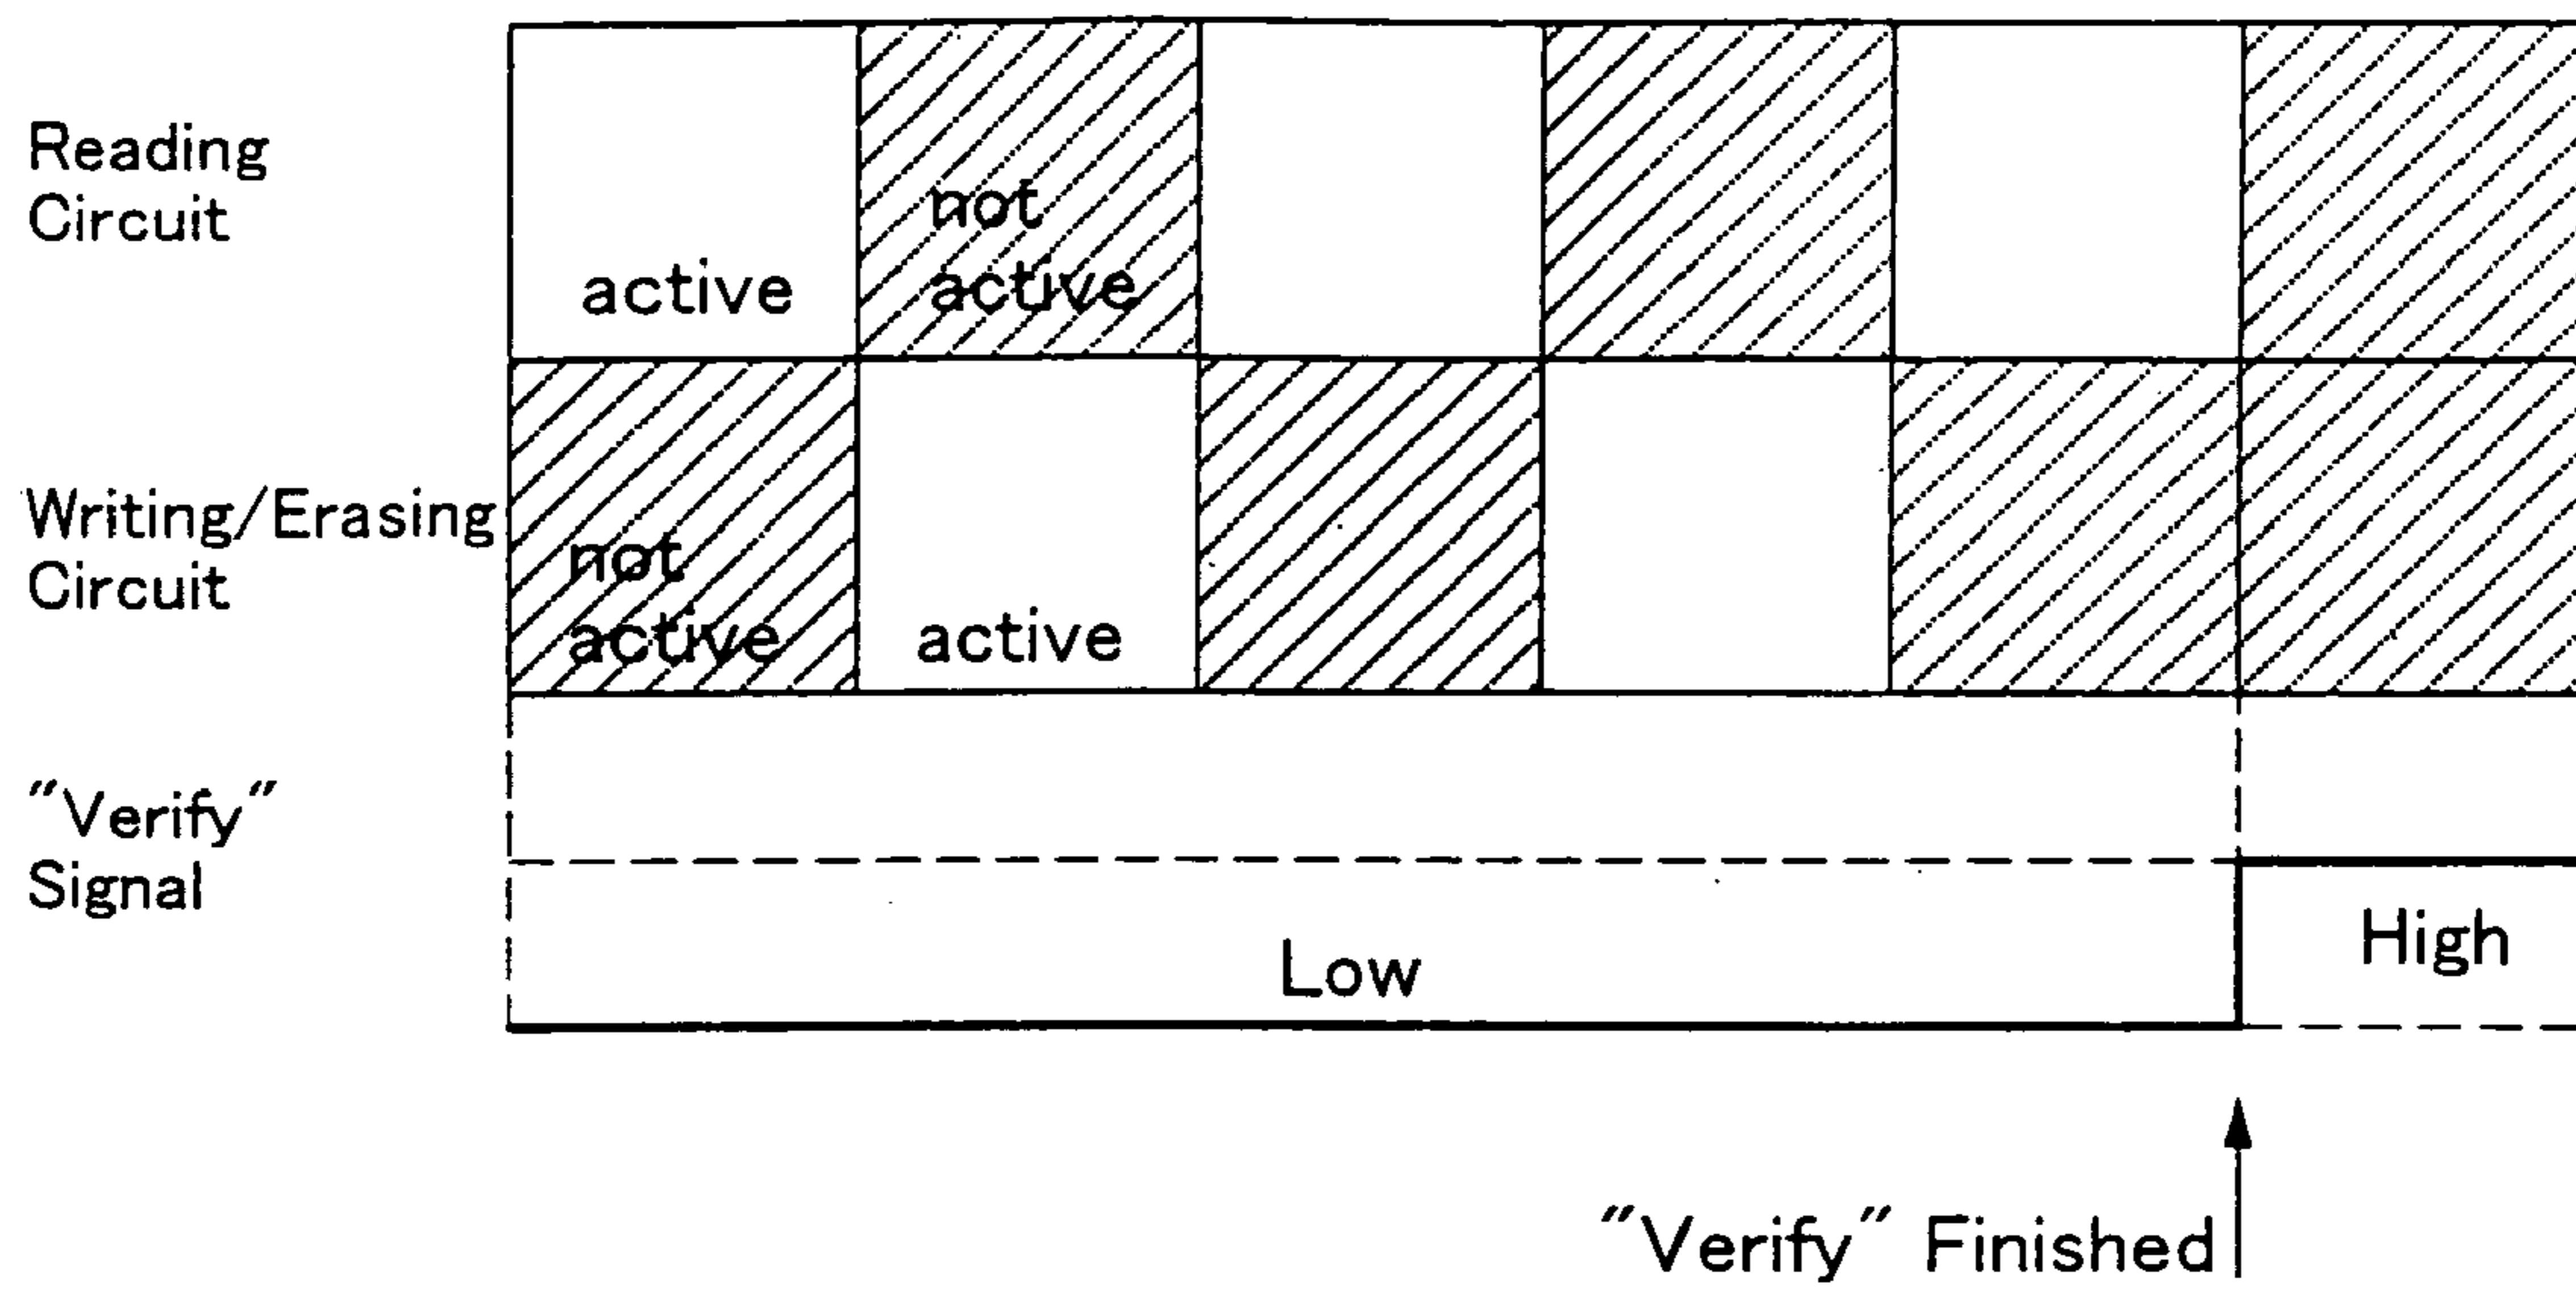 Reading
Circuit
active
not
active
Writing/Erasing
Circuit
not
active
active
"Verify"
Signal
Low
High
"Verify" Finished